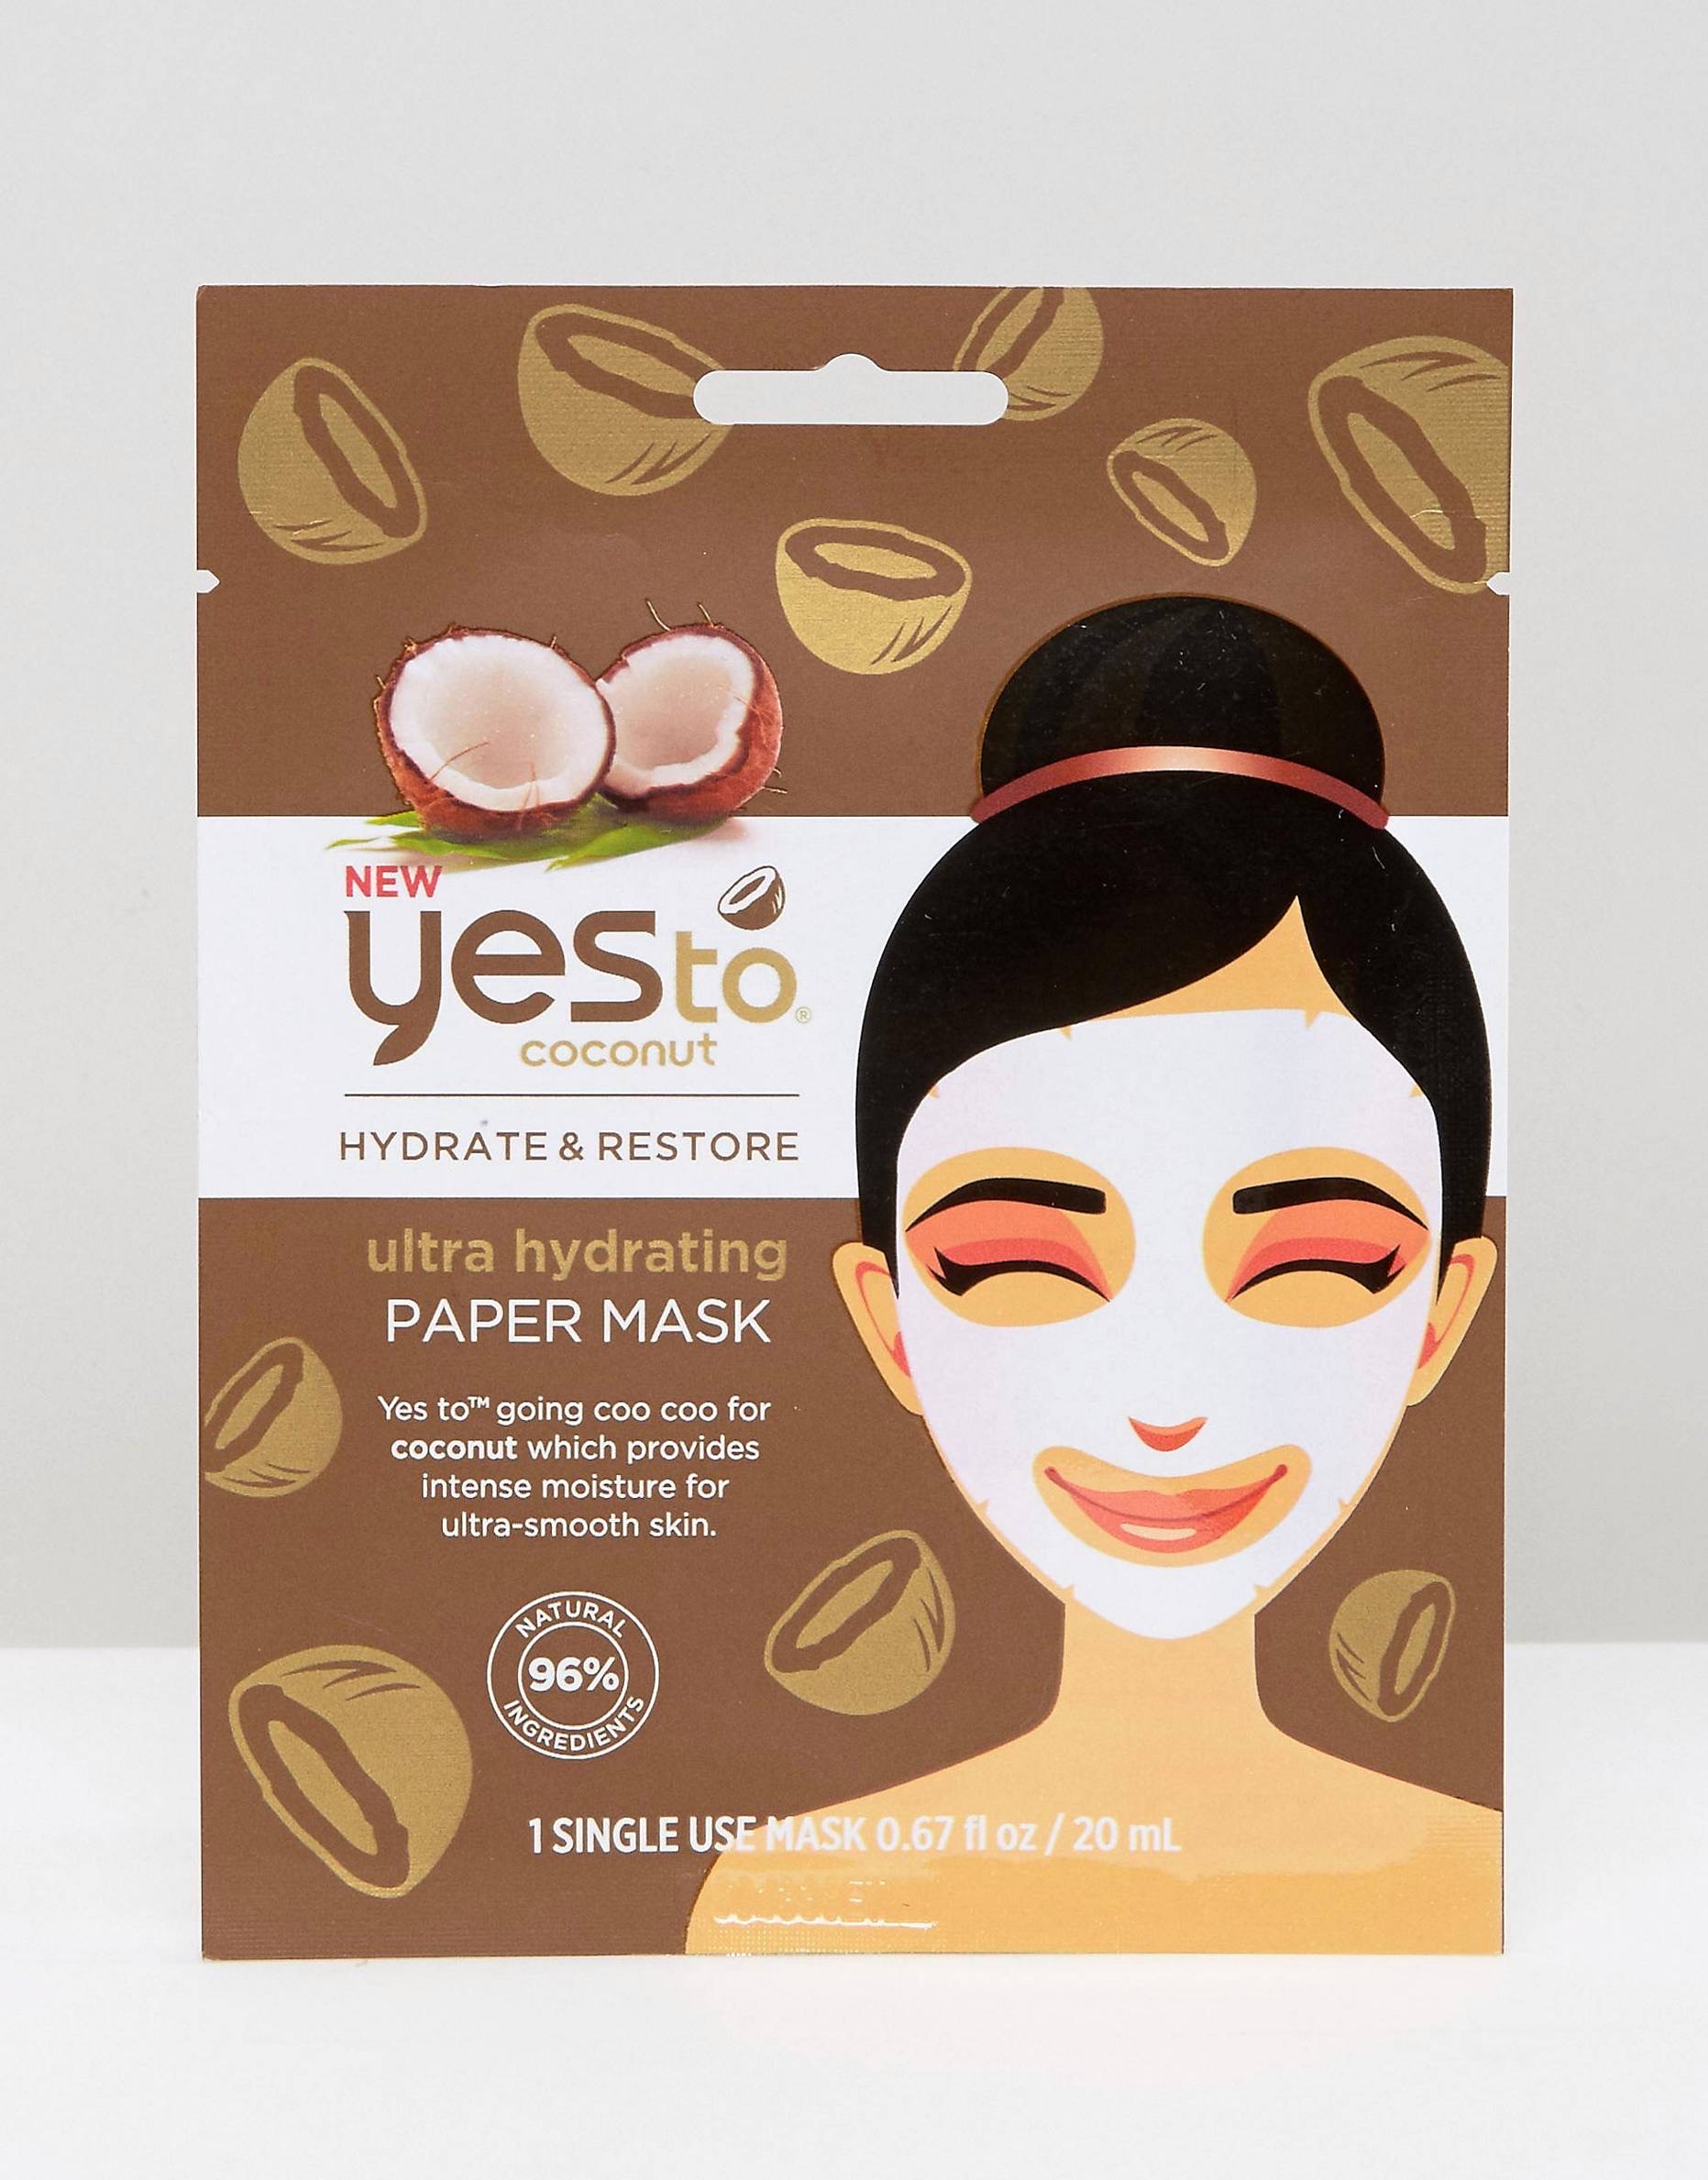 NEW
yes to®
coconut
HYDRATE & RESTORE
ultra hydrating
PAPER MASK
Yes to™ going coo coo for
coconut which provides
intense moisture for
ultra-smooth skin.
NATURAL
96%
INGREDIENTS
1 SINGLE USE MASK 0.67 fl oz / 20 mL